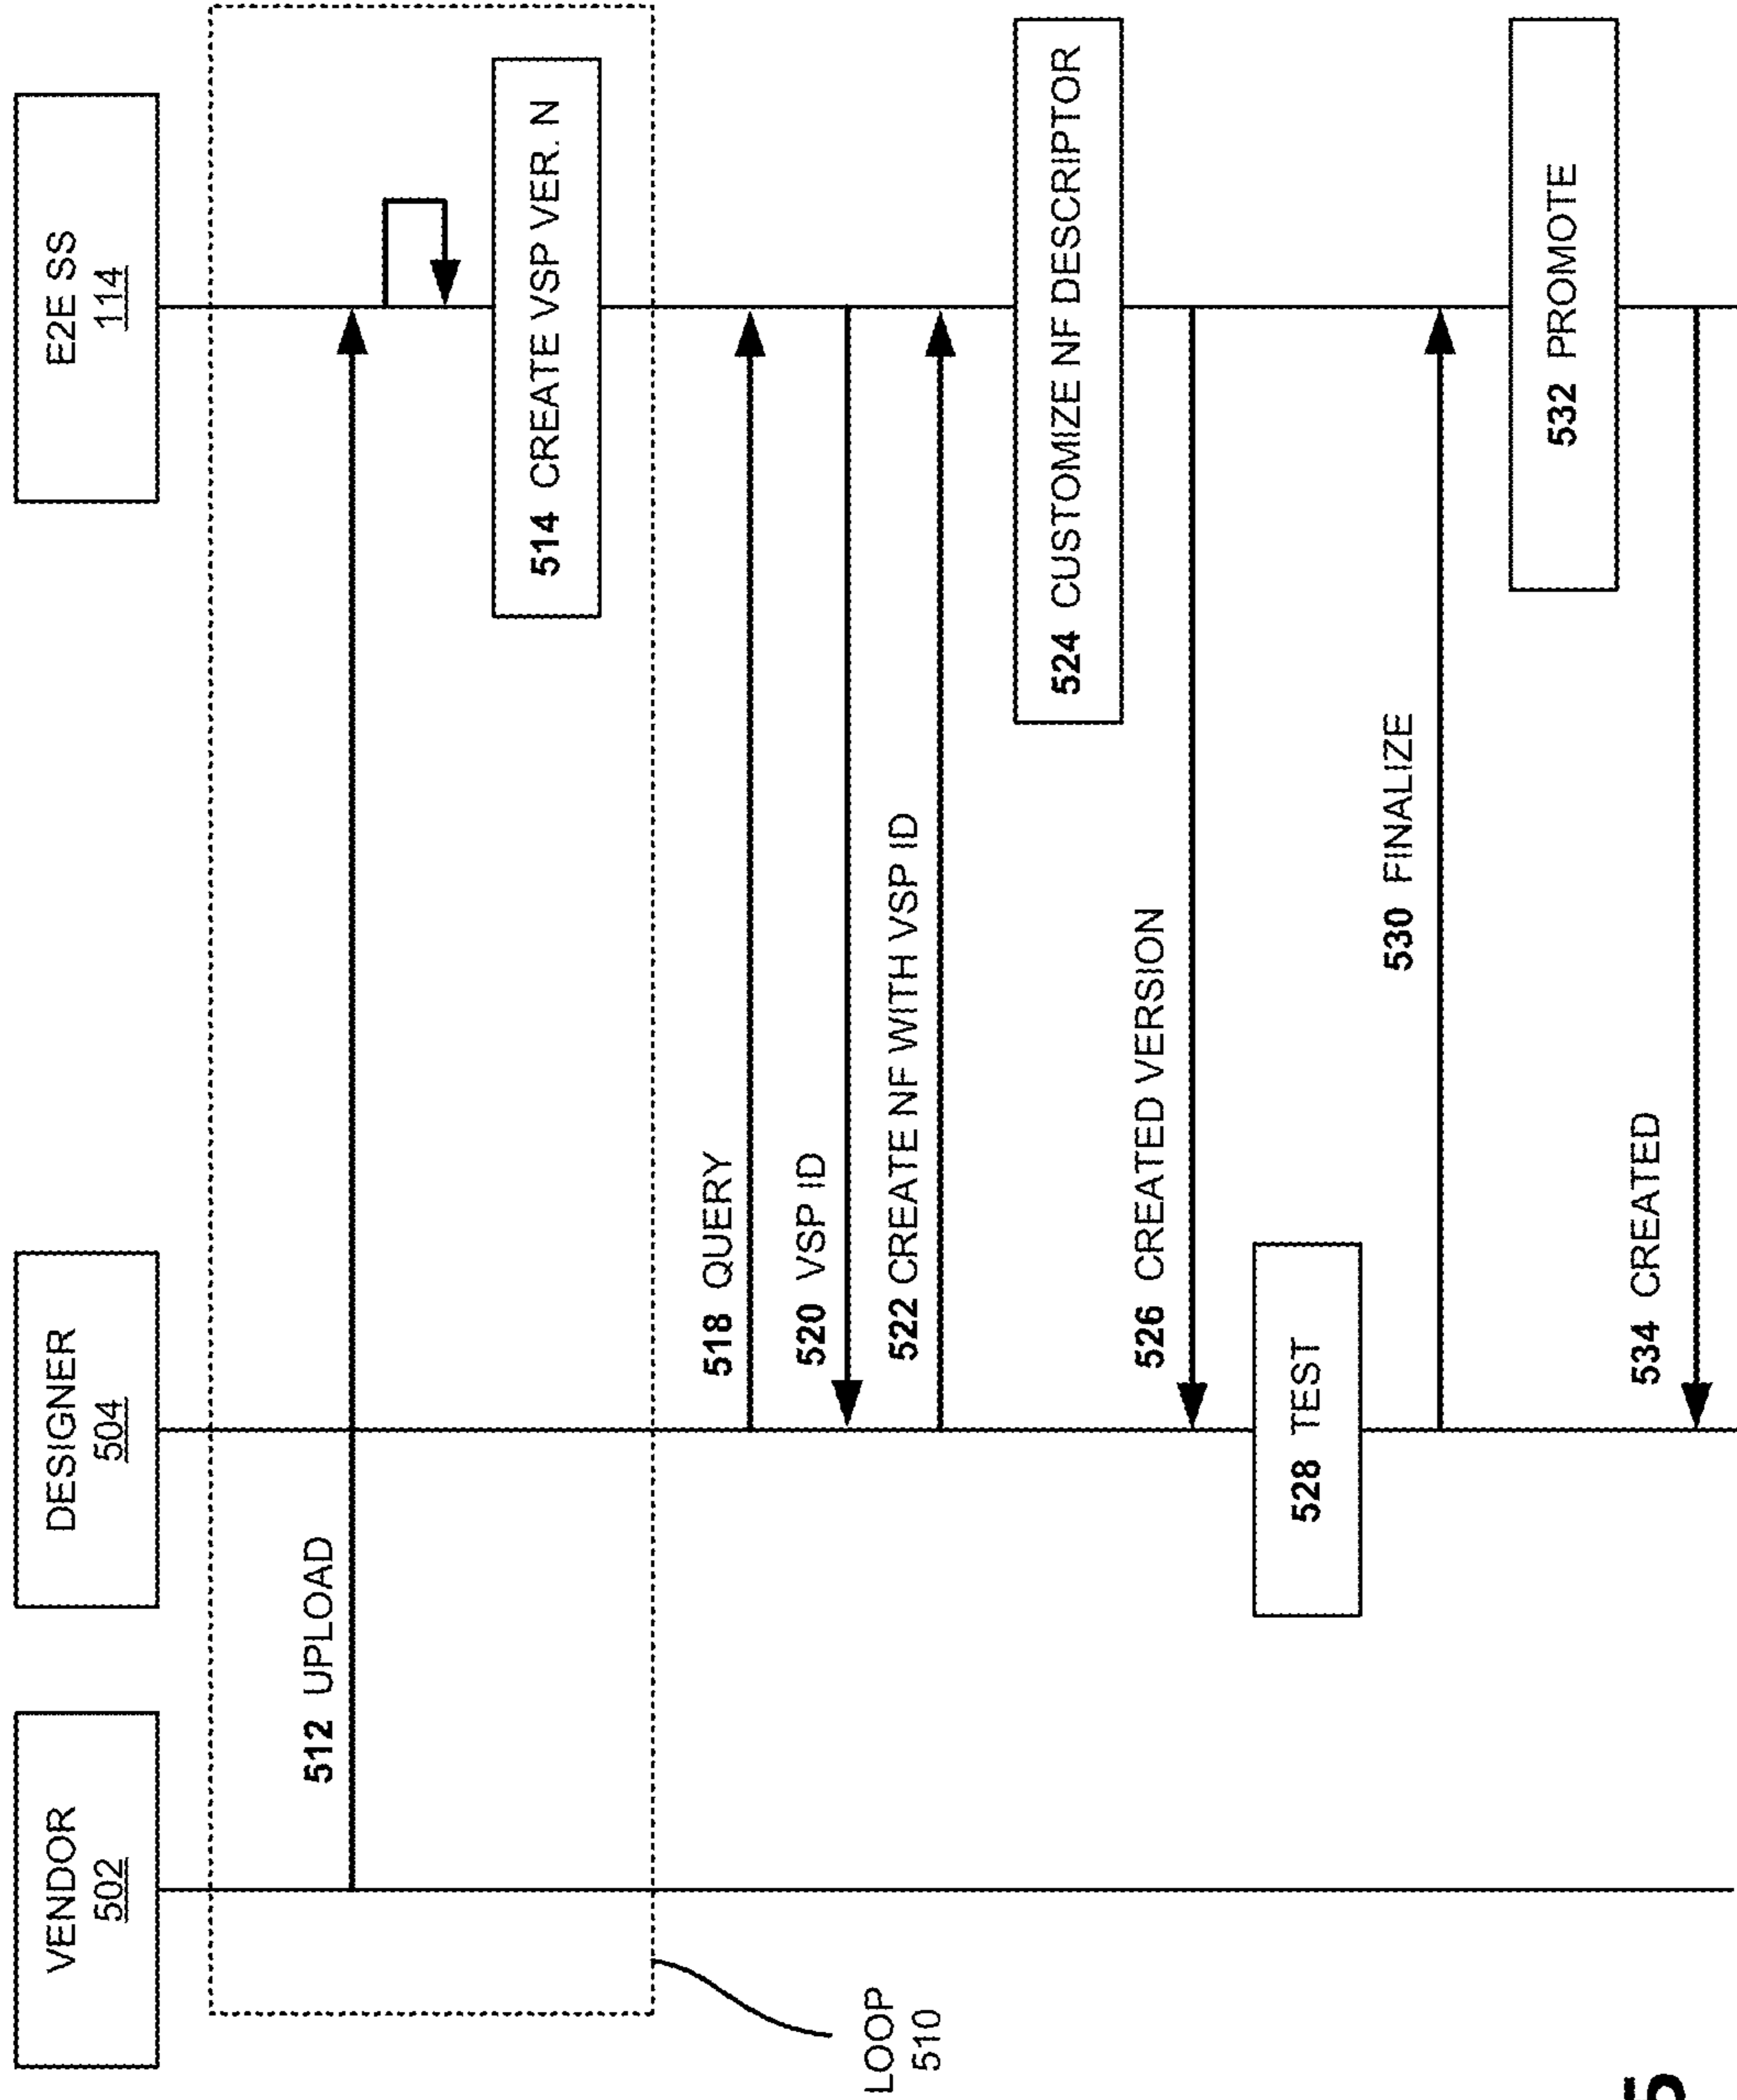 VENDOR
502
DESIGNER
504
E2E SS
114
512 UPLOAD
514 CREATE VSP VER. N
LOOP
510
518 QUERY
520 VSP ID
522 CREATE NF WITH VSP ID
524 CUSTOMIZE NF DESCRIPTOR
526 CREATED VERSION
528 TEST
530 FINALIZE
532 PROMOTE
534 CREATED
5